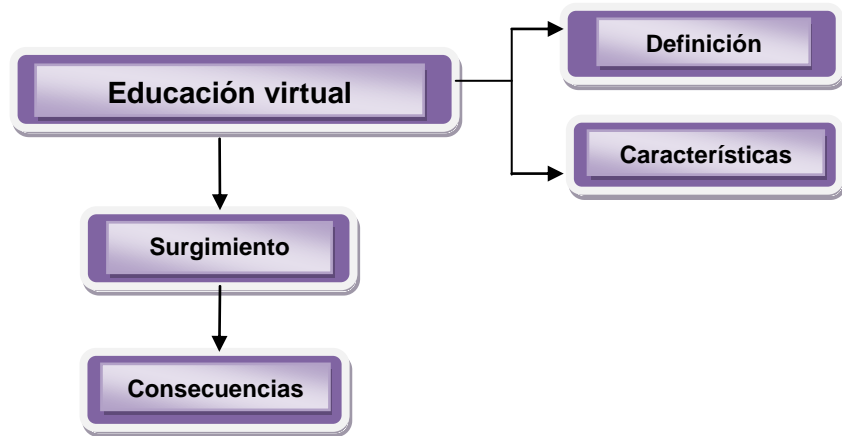 Educación virtual
Definición
Características
Surgimiento
Consecuencias